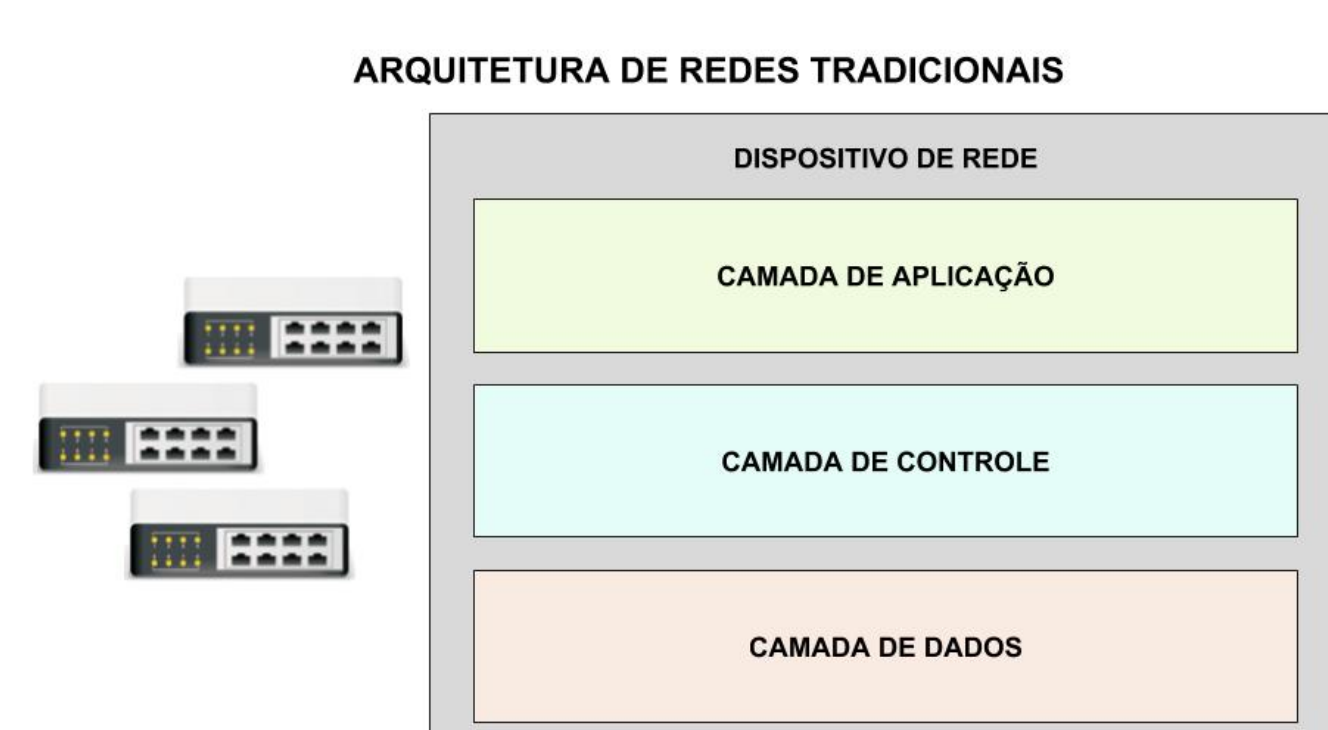 ARQUITETURA DE REDES TRADICIONAIS
DISPOSITIVO DE REDE
CAMADA DE APLICAÇÃO
CAMADA DE CONTROLE
CAMADA DE DADOS